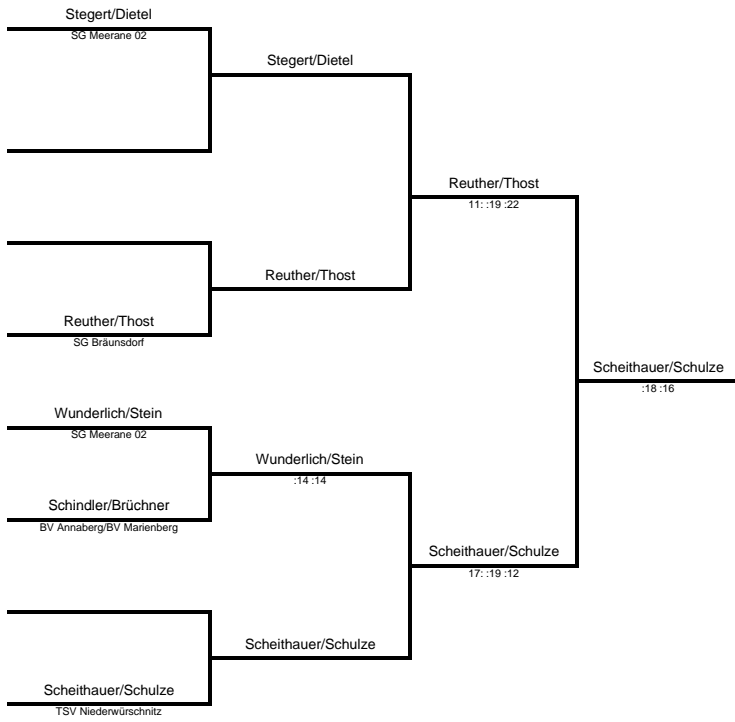 Stegert/Dietel
SG Meerane 02
Stegert/Dietel
Reuther/Thost
11: :19 :22
Reuther/Thost
Reuther/Thost
SG Bräunsdorf
Scheithauer/Schulze
:18 :16
Wunderlich/Stein
SG Meerane 02
Wunderlich/Stein
:14 :14
Schindler/Brüchner
BV Annaberg/BV Marienberg
Scheithauer/Schulze
17: :19 :12
Scheithauer/Schulze
Scheithauer/Schulze
TSV Niederwürschnitz